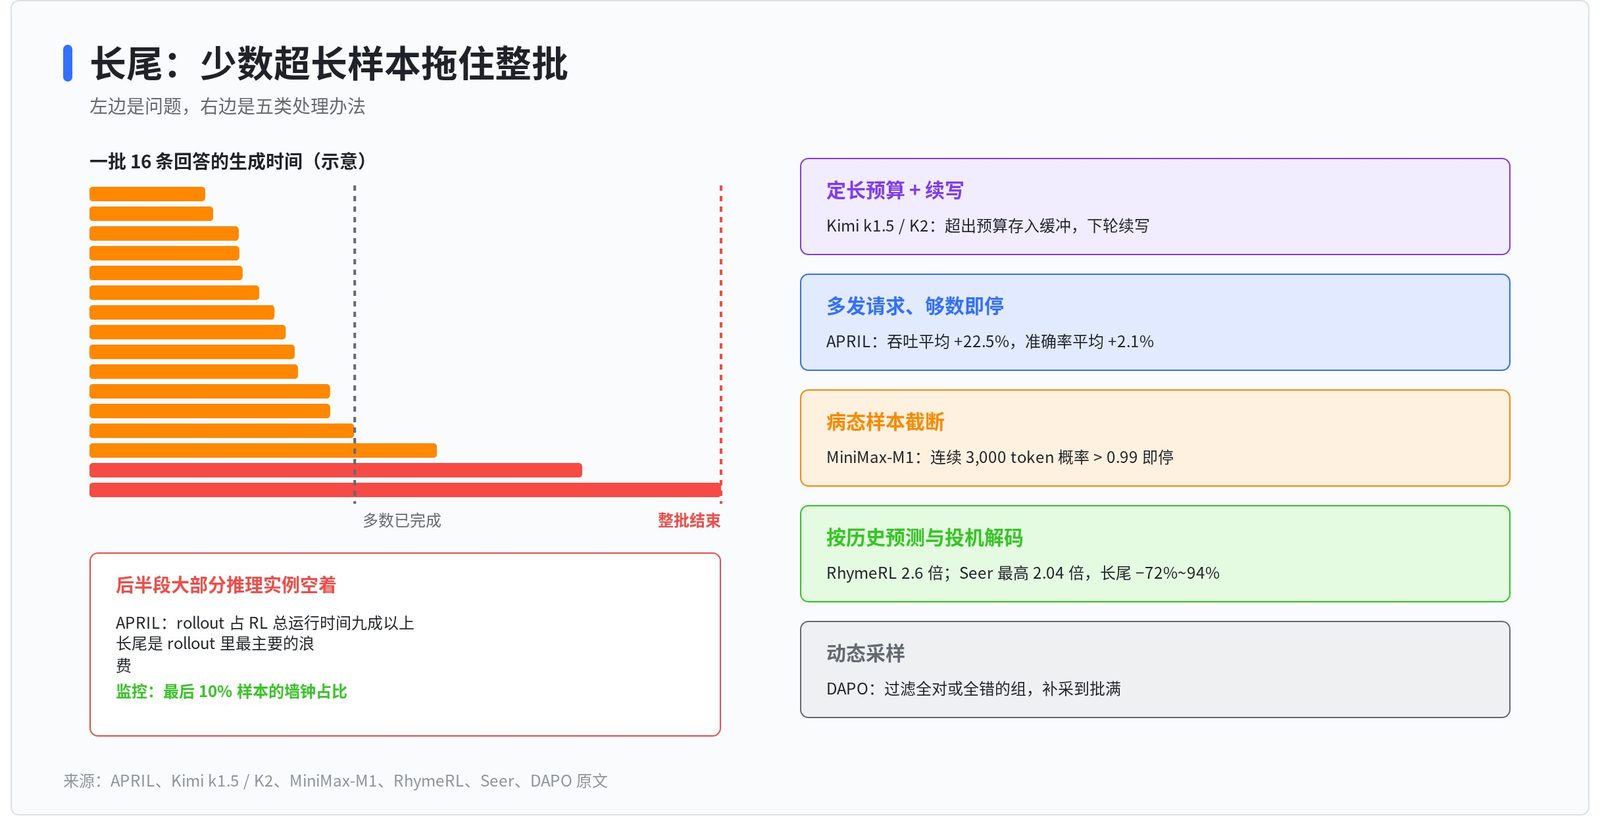 长尾：少数超长样本拖住整批
左边是问题，右边是五类处理办法
一批 16 条回答的生成时间（示意）
多数已完成
整批结束
后半段大部分推理实例空着
APRIL：rollout 占 RL 总运行时间九成以上
长尾是 rollout 里最主要的浪
费
监控：最后 10% 样本的墙钟占比
定长预算 + 续写
Kimi k1.5 / K2：超出预算存入缓冲，下轮续写
多发请求、够数即停
APRIL：吞吐平均 +22.5%，准确率平均 +2.1%
病态样本截断
MiniMax-M1：连续 3,000 token 概率 > 0.99 即停
按历史预测与投机解码
RhymeRL 2.6 倍；Seer 最高 2.04 倍，长尾 −72%~94%
动态采样
DAPO：过滤全对或全错的组，补采到批满
来源：APRIL、Kimi k1.5 / K2、MiniMax-M1、RhymeRL、Seer、DAPO 原文